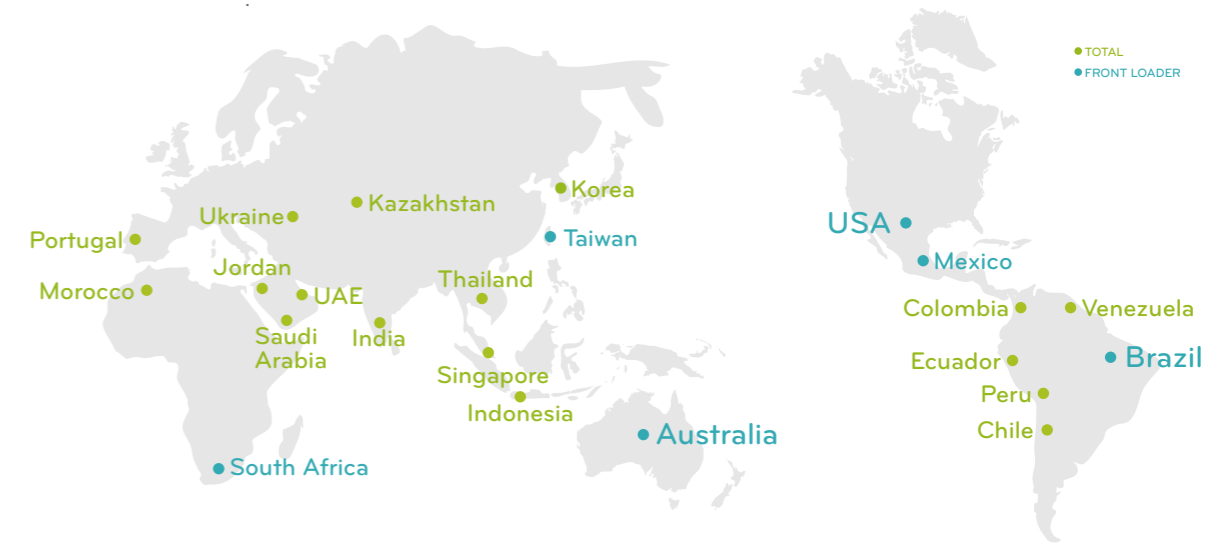 TOTAL
FRONT LOADER
Korea
Kazakhstan
Ukraine
USA
Portugal
Taiwan
Mexico
Jordan
Thailand
Morocco
UAE
Colombia
Venezuela
Saudi
Arabia
India
Brazil
Ecuador
Singapore
Peru
Indonesia
Chile
Australia
South Africa